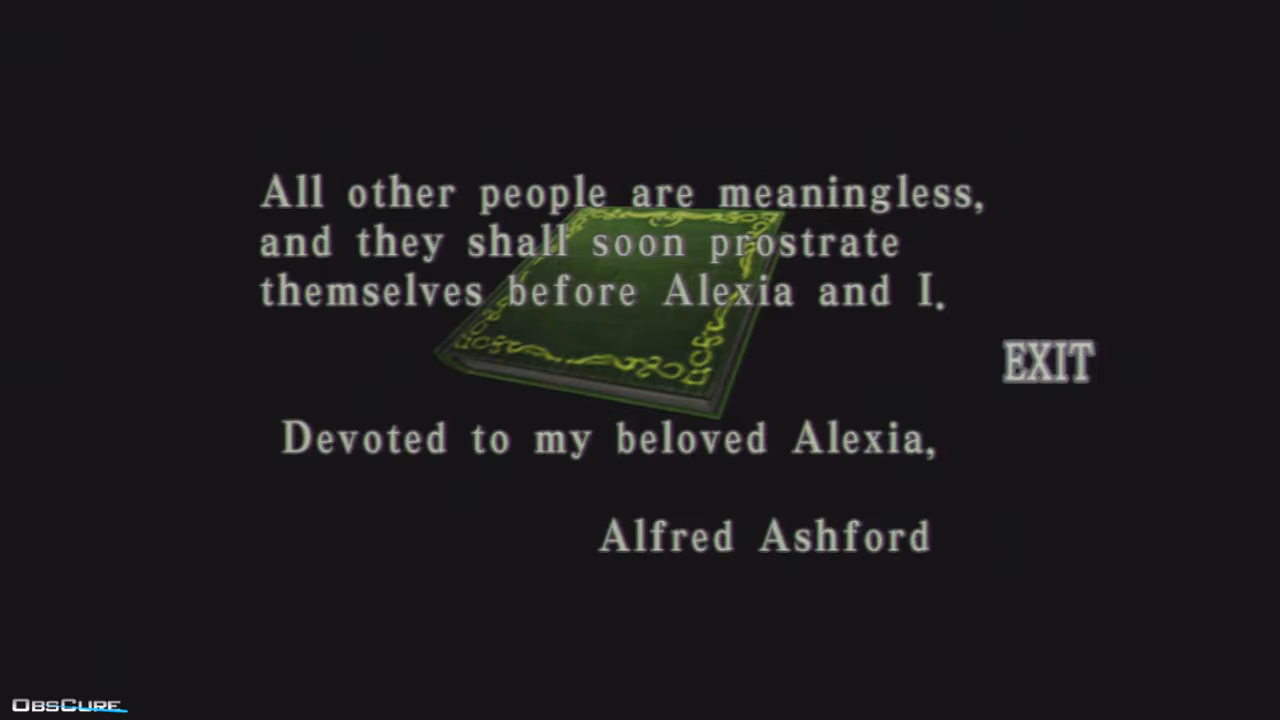 All other people are meaningless,
and they shall soon prostrate
themselves before Alexia and I.
EXIT
Devoted to my beloved Alexia,
Alfred Ashford
ObsCure